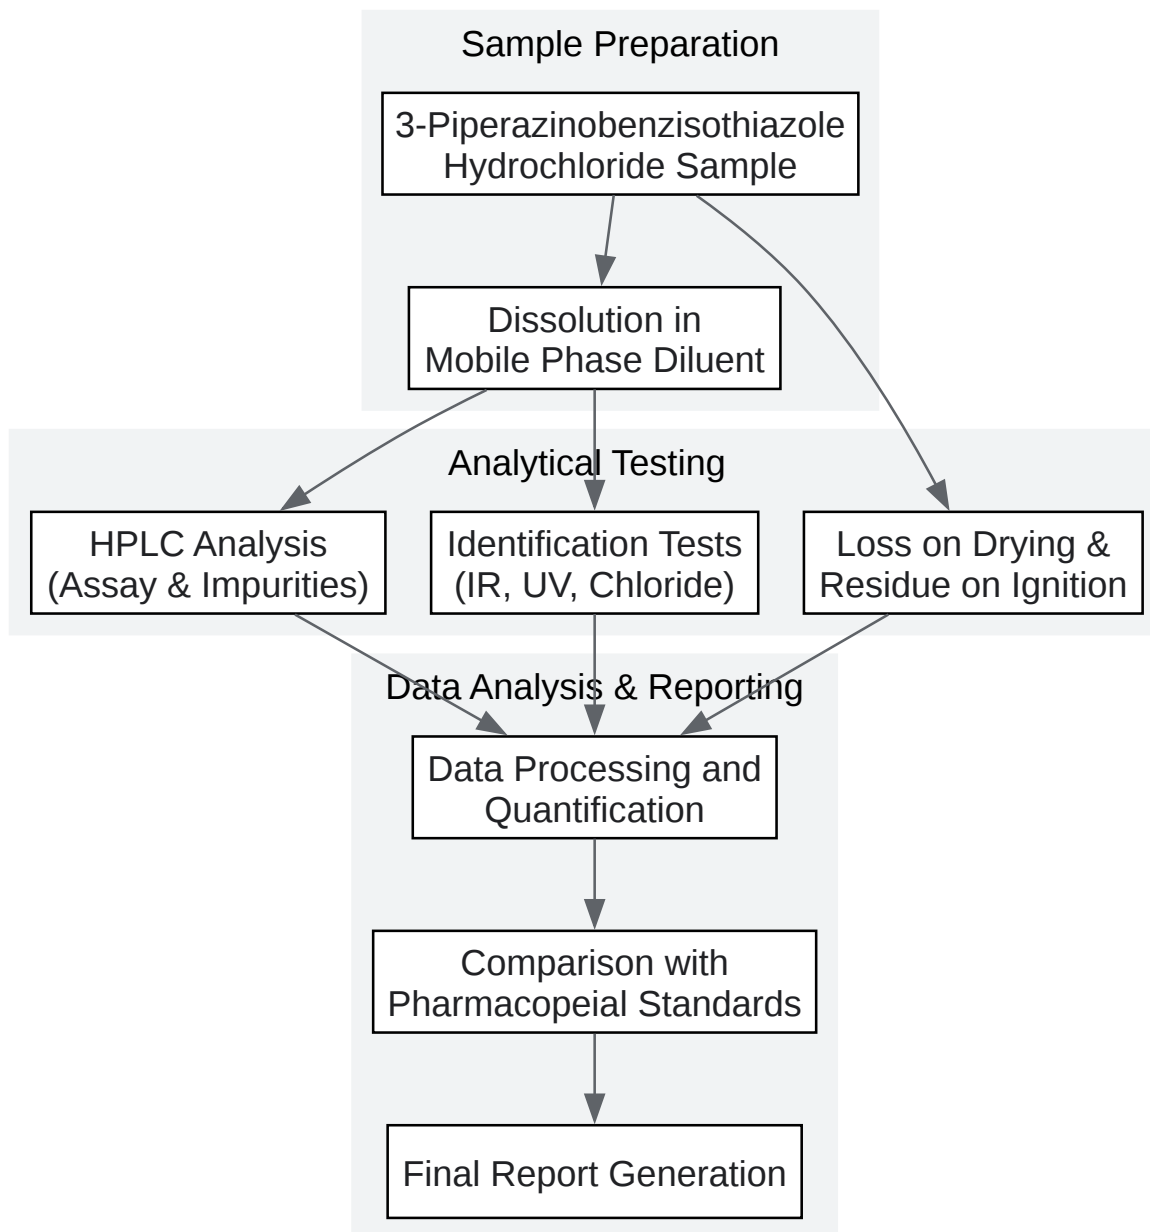 Sample Preparation
3-Piperazinobenzisothiazole
Hydrochloride Sample
Dissolution in
Mobile Phase Diluent
Analytical Testing
HPLC Analysis
(Assay & Impurities)
Identification Tests
(IR, UV, Chloride)
Loss on Drying &
Residue on Ignition
Data Analysis & Reporting
Data Processing and
Quantification
Comparison with
Pharmacopeial Standards
Final Report Generation